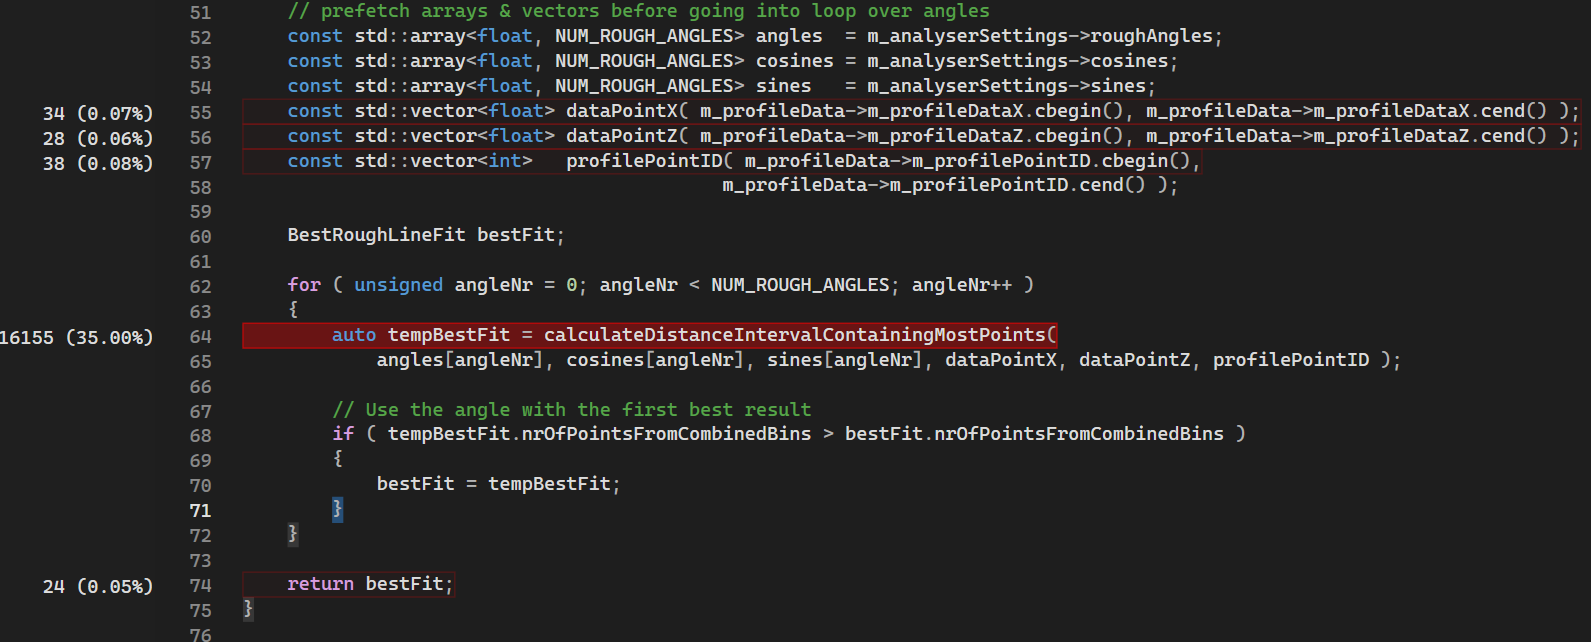 51 // prefetch arrays & vectors before going into loop over angles
52 const std::array<float, NUM_ROUGH_ANGLES> angles  = m_analyserSettings->roughAngles;
53 const std::array<float, NUM_ROUGH_ANGLES> cosines = m_analyserSettings->cosines;
54 const std::array<float, NUM_ROUGH_ANGLES> sines   = m_analyserSettings->sines;
34 (0.07%) 55 const std::vector<float> dataPointX( m_profileData->m_profileDataX.cbegin(), m_profileData->m_profileDataX.cend() );
28 (0.06%) 56 const std::vector<float> dataPointZ( m_profileData->m_profileDataZ.cbegin(), m_profileData->m_profileDataZ.cend() );
38 (0.08%) 57 const std::vector<int>   profilePointID( m_profileData->m_profilePointID.cbegin(),
58 m_profileData->m_profilePointID.cend() );
59
60 BestRoughLineFit bestFit;
61
62 for ( unsigned angleNr = 0; angleNr < NUM_ROUGH_ANGLES; angleNr++ )
63 {
16155 (35.00%) 64 auto tempBestFit = calculateDistanceIntervalContainingMostPoints(
65 angles[angleNr], cosines[angleNr], sines[angleNr], dataPointX, dataPointZ, profilePointID );
66
67 // Use the angle with the first best result
68 if ( tempBestFit.nrOfPointsFromCombinedBins > bestFit.nrOfPointsFromCombinedBins )
69 {
70 bestFit = tempBestFit;
71 }
72 }
73
24 (0.05%) 74 return bestFit;
75 }
76